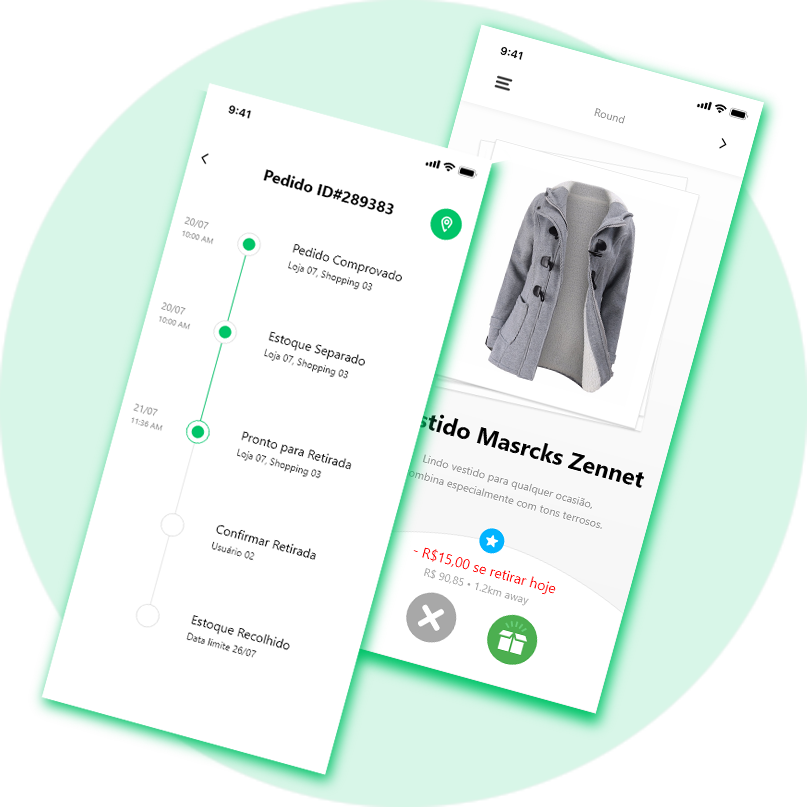 9:41
Pedido ID#289383
20/07
10:00 AM
Pedido Comprovado
Loja 07, Shopping 03
20/07
10:00 AM
Estoque Separado
Loja 07, Shopping 03
21/07
11:36 AM
Pronto para Retirada
Loja 07, Shopping 03
Confirmar Retirada
Usuário 02
Estoque Recolhido
Data limite 26/07
9:41
Round
stido Masrcks Zennet
Lindo vestido para qualquer ocasião,
ombina especialmente com tons terrosos.
- R$15,00 se retirar hoje
R$ 90,85 • 1.2km away